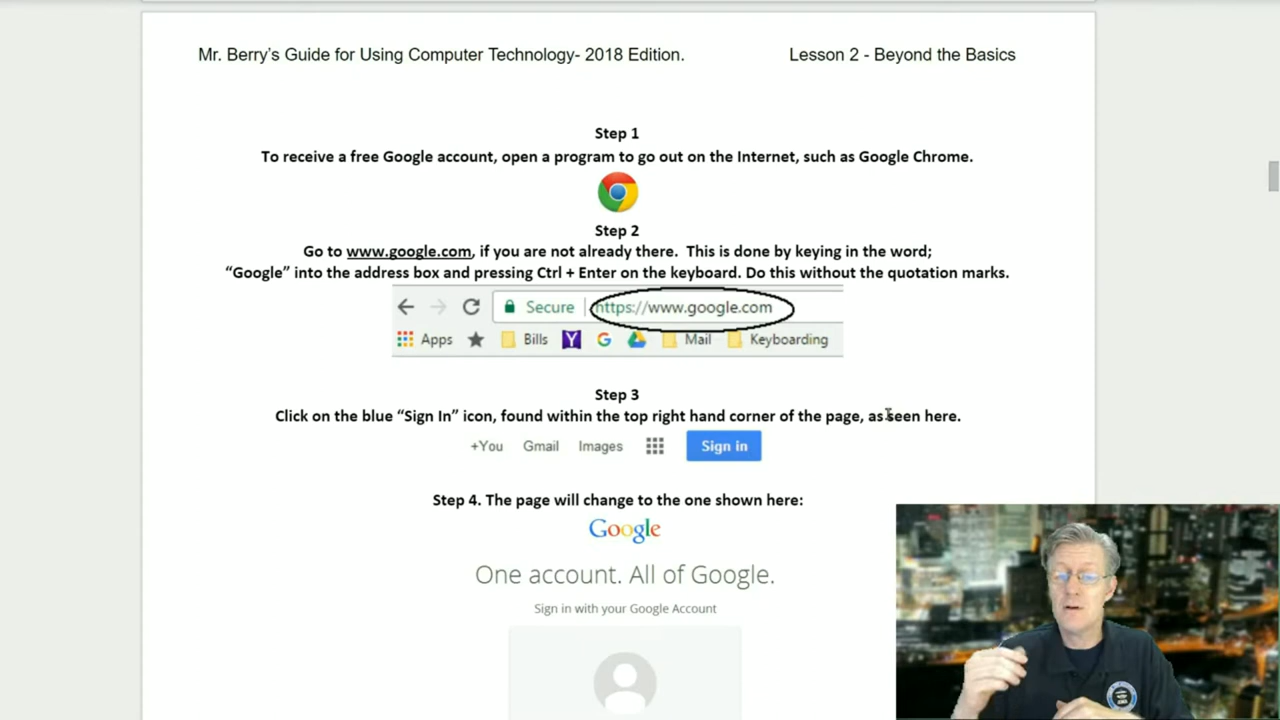 Mr. Berry's Guide for Using Computer Technology- 2018 Edition. Lesson 2 - Beyond the Basics
Step 1
To receive a free Google account, open a program to go out on the Internet, such as Google Chrome.
Step 2
Go to www.google.com, if you are not already there. This is done by keying in the word;
“Google” into the address box and pressing Ctrl + Enter on the keyboard. Do this without the quotation marks.
Secure https://www.google.com
Apps Bills Mail Keyboarding
Step 3
Click on the blue “Sign In” icon, found within the top right hand corner of the page, as seen here.
+You Gmail Images Sign in
Step 4. The page will change to the one shown here:
Google
One account. All of Google.
Sign in with your Google Account